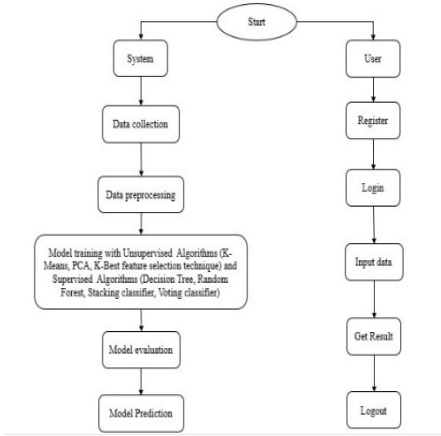 Start
System
User
Data collection
Register
Data preprocessing
Login
Model training with Unsupervised Algorithms (K-
Means, PCA, K-Best feature selection technique) and
Supervised Algorithms (Decision Tree, Random
Forest, Stacking classifier, Voting classifier)
Input data
Model evaluation
Get Result
Model Prediction
Logout